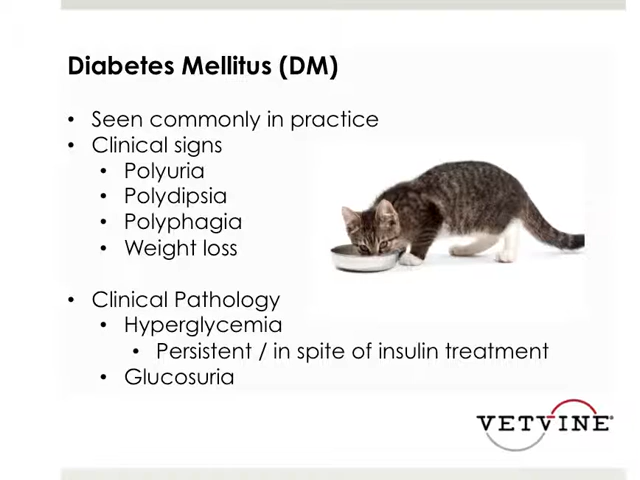 Diabetes Mellitus (DM)
• Seen commonly in practice
• Clinical signs
• Polyuria
• Polydipsia
• Polyphagia
• Weight loss
• Clinical Pathology
• Hyperglycemia
• Persistent / in spite of insulin treatment
• Glucosuria
VETVINE®